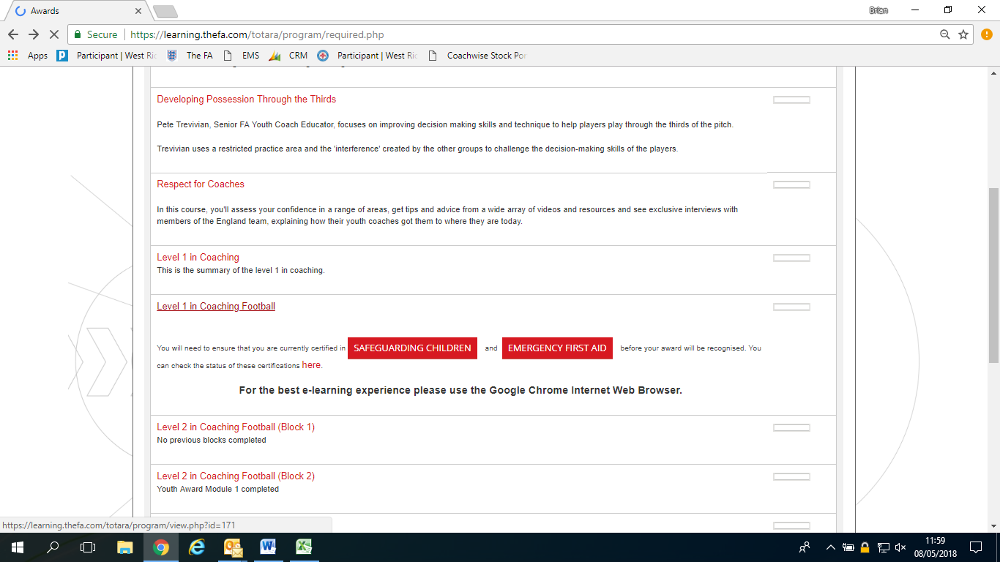 Awards
Brian
Secure
https://learning.thefa.com/totara/program/required.php
Apps
Participant | West Ric
The FA
EMS
CRM
Participant | West Ric
Coachwise Stock Por
Developing Possession Through the Thirds
Pete Trevivian, Senior FA Youth Coach Educator, focuses on improving decision making skills and technique to help players play through the thirds of the pitch.
Trevivian uses a restricted practice area and the 'interference' created by the other groups to challenge the decision-making skills of the players.
Respect for Coaches
In this course, you'll assess your confidence in a range of areas, get tips and advice from a wide array of videos and resources and see exclusive interviews with
members of the England team, explaining how their youth coaches got them to where they are today.
Level 1 in Coaching
This is the summary of the level 1 in coaching.
Level 1 in Coaching Football
You will need to ensure that you are currently certified in SAFEGUARDING CHILDREN and EMERGENCY FIRST AID before your award will be recognised. You
can check the status of these certifications here.
For the best e-learning experience please use the Google Chrome Internet Web Browser.
Level 2 in Coaching Football (Block 1)
No previous blocks completed
Level 2 in Coaching Football (Block 2)
Youth Award Module 1 completed
https://learning.thefa.com/totara/program/view.php?id=171
11:59
08/05/2018